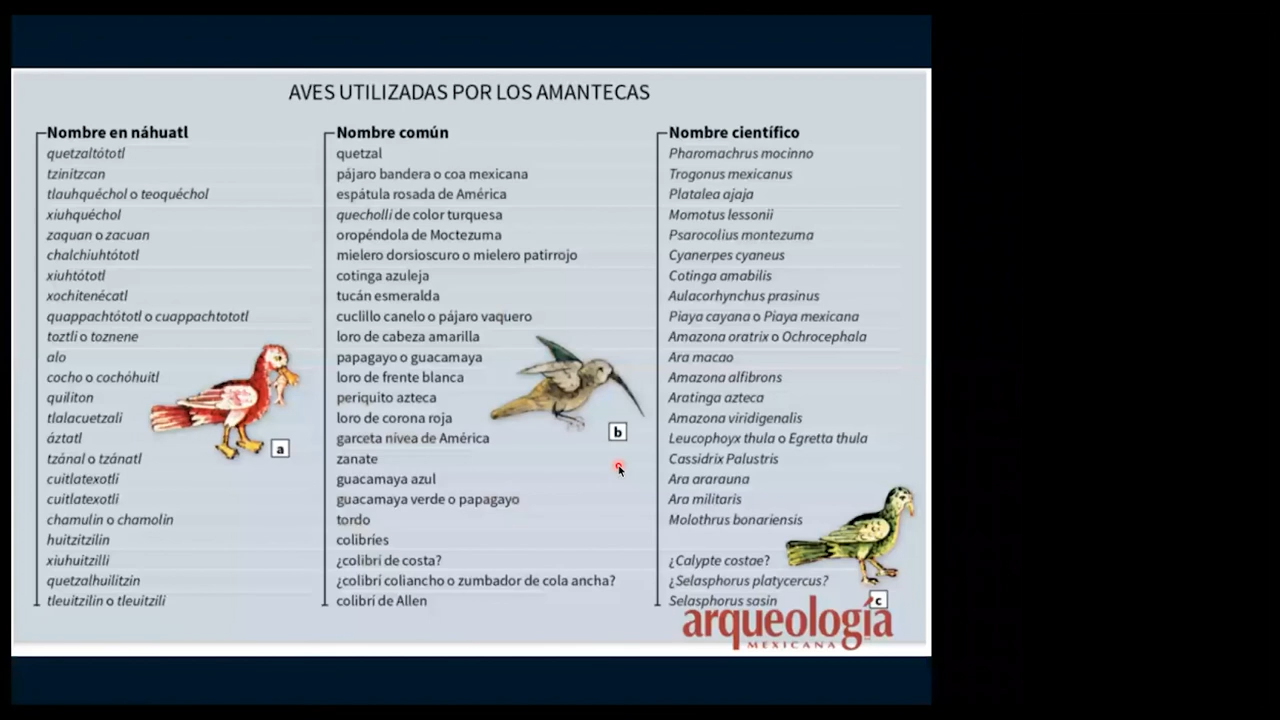 AVES UTILIZADAS POR LOS AMANTECAS
Nombre en náhuatl Nombre común Nombre científico
quetzaltótotl quetzal Pharomachrus mocinno
tzinitzcan pájaro bandera o coa mexicana Trogonus mexicanus
tlauhquéchol o teoquéchol espátula rosada de América Platalea ajaja
xiuhquéchol quecholli de color turquesa Momotus lessonii
zaquan o zacuan oropéndola de Moctezuma Psarocolius montezuma
chalchiuhtótotl mielero dorsioscuro o mielero patirrojo Cyanerpes cyaneus
xiuhtótotl cotinga azuleja Cotinga amabilis
xochitenécatl tucán esmeralda Aulacorhynchus prasinus
quappachtótotl o cuappachtototl cuclillo canelo o pájaro vaquero Piaya cayana o Piaya mexicana
toztli o toznene loro de cabeza amarilla Amazona oratrix o Ochrocephala
alo papagayo o guacamaya Ara macao
cocho o cochóhuitl loro de frente blanca Amazona alfibrons
quiliton periquito azteca Aratinga azteca
tlalacuetzali loro de corona roja Amazona viridigenalis
áztatl garceta nívea de América Leucophoyx thula o Egretta thula
tzánal o tzánatl zanate Cassidrix Palustris
cuitlatexotli guacamaya azul Ara ararauna
cuitlatexotli guacamaya verde o papagayo Ara militaris
chamulin o chamolin tordo Molothrus bonariensis
huitzitzilin colibríes
xiuhuitzilli ¿colibrí de costa? ¿Calypte costae?
quetzalhuilitzin ¿colibrí coliancho o zumbador de cola ancha? ¿Selasphorus platycercus?
tleuitzilin o tleuitzili colibrí de Allen Selasphorus sasin
a
b
c
arqueología
MEXICANA